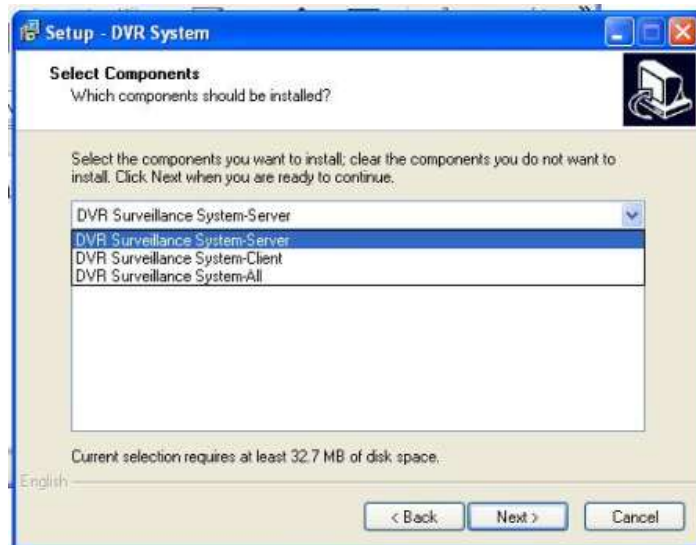 Setup - DVR System
Select Components
Which components should be installed?
Select the components you want to install; clear the components you do not want to
install. Click Next when you are ready to continue.
DVR Surveillance System-Server
DVR Surveillance System-Server
DVR Surveillance System-Client
DVR Surveillance System-All
Current selection requires at least 32.7 MB of disk space.
English
< Back
Next >
Cancel